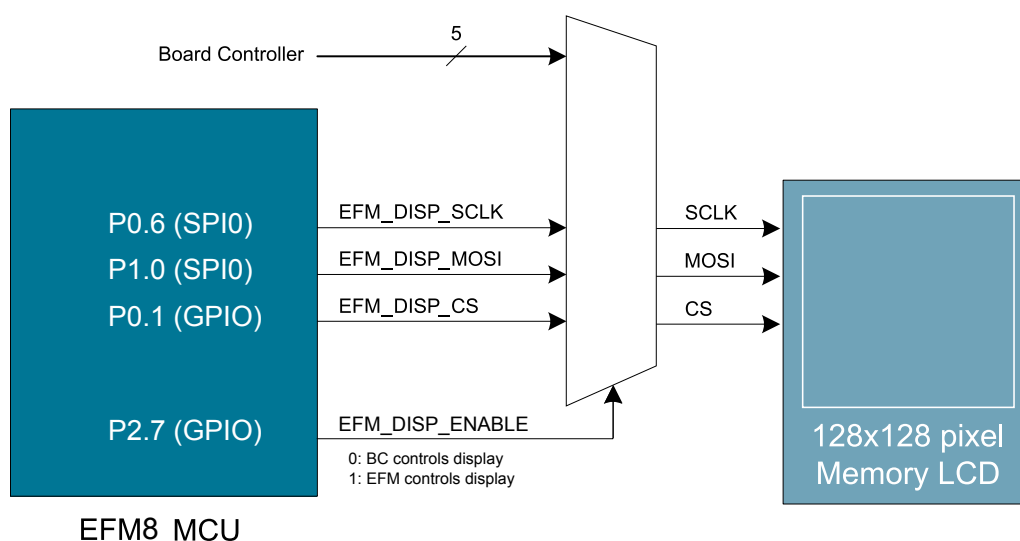 5
Board Controller
P0.6 (SPI0)
EFM_DISP_SCLK
SCLK
P1.0 (SPI0)
EFM_DISP_MOSI
MOSI
P0.1 (GPIO)
EFM_DISP_CS
CS
P2.7 (GPIO)
EFM_DISP_ENABLE
0: BC controls display
1: EFM controls display
128x128 pixel
Memory LCD
EFM8 MCU